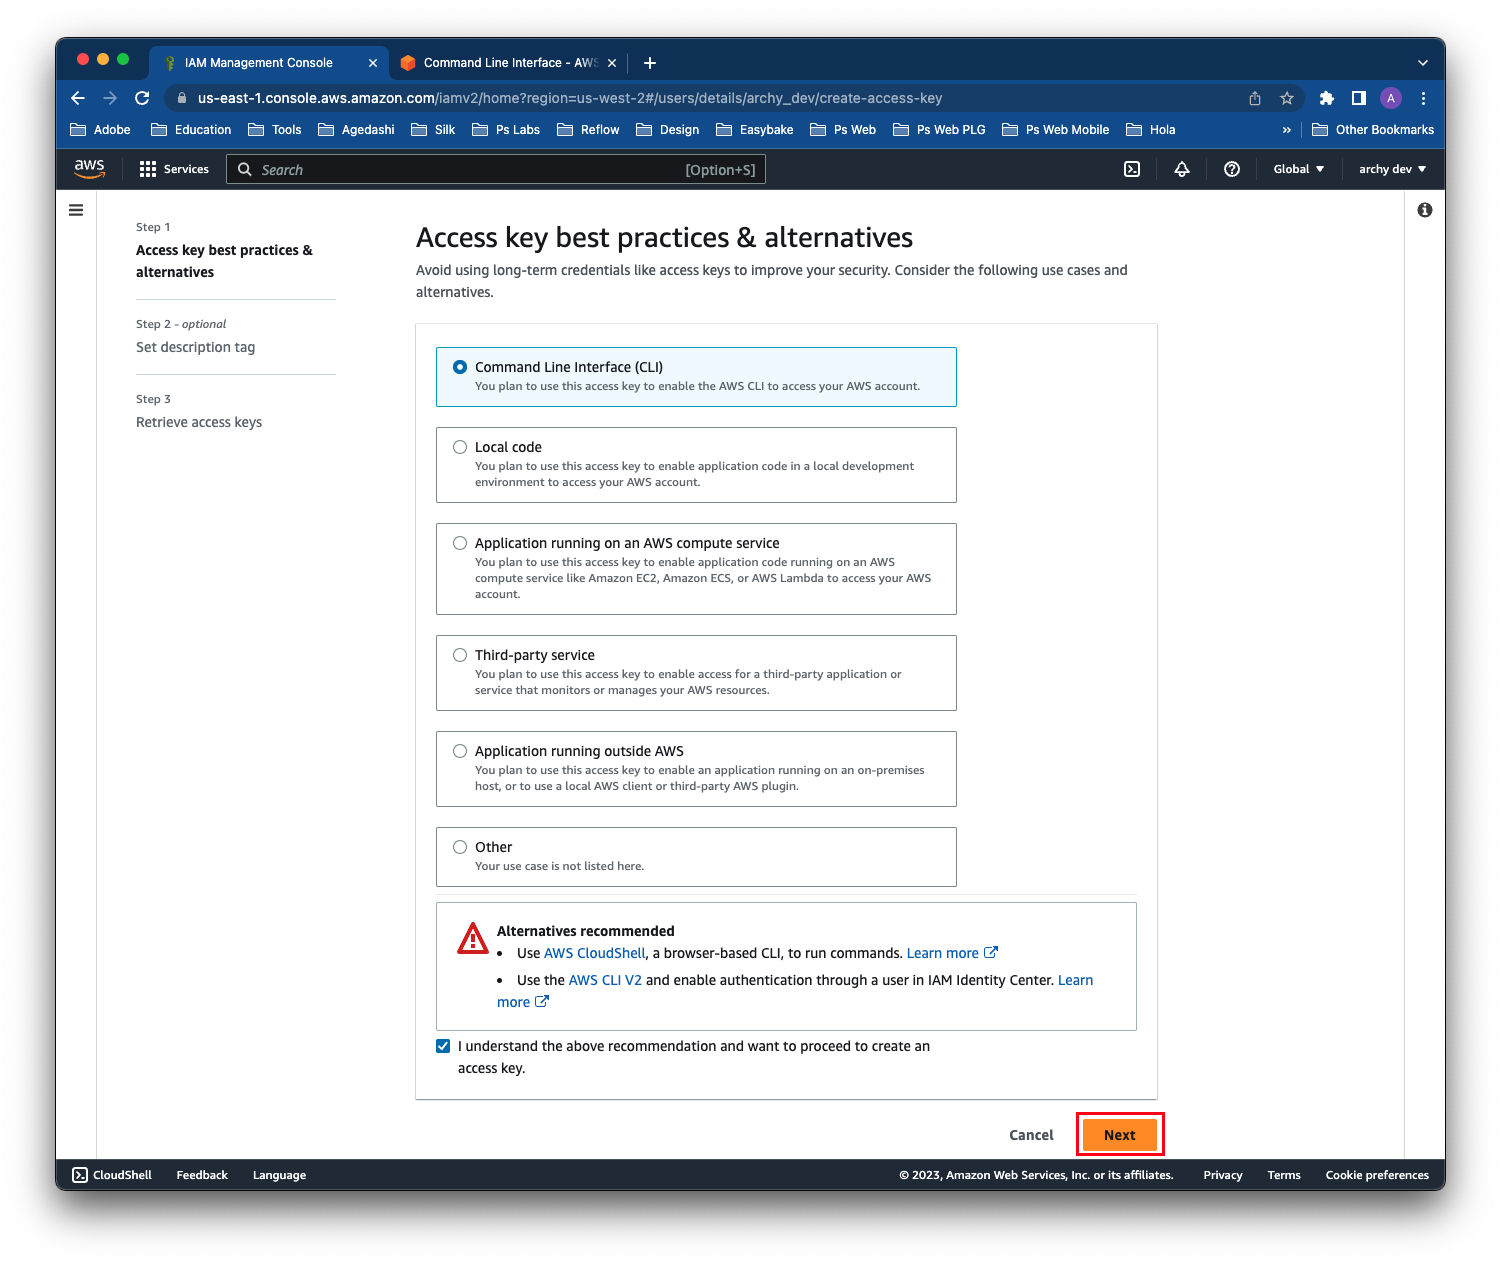 IAM Management Console
Command Line Interface - AWS
us-east-1.console.aws.amazon.com/iamv2/home?region=us-west-2#/users/details/archy_dev/create-access-key
A
Adobe Education Tools Agedashi Silk Ps Labs Reflow Design Easybake Ps Web Ps Web PLG Ps Web Mobile Hola » Other Bookmarks
aws Services Search [Option+S] Global archy dev
Step 1
Access key best practices &
alternatives
Step 2 - optional
Set description tag
Step 3
Retrieve access keys
Access key best practices & alternatives
Avoid using long-term credentials like access keys to improve your security. Consider the following use cases and
alternatives.
Command Line Interface (CLI)
You plan to use this access key to enable the AWS CLI to access your AWS account.
Local code
You plan to use this access key to enable application code in a local development
environment to access your AWS account.
Application running on an AWS compute service
You plan to use this access key to enable application code running on an AWS
compute service like Amazon EC2, Amazon ECS, or AWS Lambda to access your AWS
account.
Third-party service
You plan to use this access key to enable access for a third-party application or
service that monitors or manages your AWS resources.
Application running outside AWS
You plan to use this access key to enable an application running on an on-premises
host, or to use a local AWS client or third-party AWS plugin.
Other
Your use case is not listed here.
Alternatives recommended
• Use AWS CloudShell, a browser-based CLI, to run commands. Learn more
• Use the AWS CLI V2 and enable authentication through a user in IAM Identity Center. Learn
more
I understand the above recommendation and want to proceed to create an
access key.
Cancel Next
CloudShell Feedback Language © 2023, Amazon Web Services, Inc. or its affiliates. Privacy Terms Cookie preferences